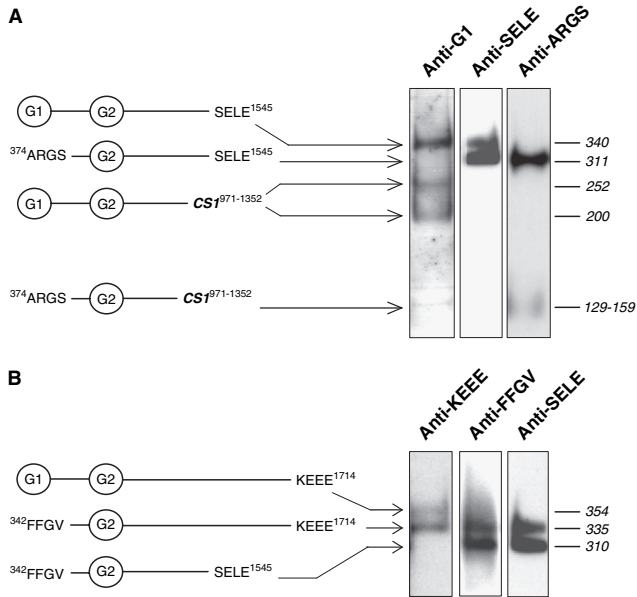 A
Anti-G1
Anti-SELE
Anti-ARGS
G1 G2 SELE¹⁵⁴⁵
³⁷⁴ARGS G2 SELE¹⁵⁴⁵
G1 G2 CS1⁹⁷¹⁻¹³⁵²
³⁷⁴ARGS G2 CS1⁹⁷¹⁻¹³⁵²
340
311
252
200
129-159
B
Anti-KEEE
Anti-FFGV
Anti-SELE
G1 G2 KEEE¹⁷¹⁴
³⁴²FFGV G2 KEEE¹⁷¹⁴
³⁴²FFGV G2 SELE¹⁵⁴⁵
354
335
310